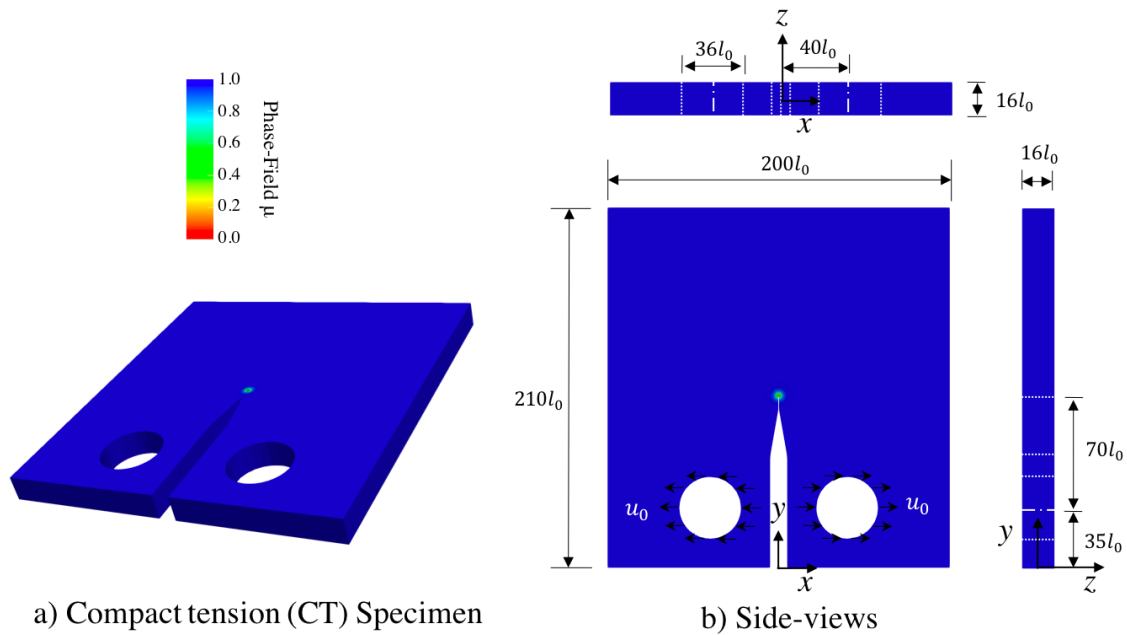 1.0
0.8
0.6
0.4
0.2
0.0
Phase-Field μ
a) Compact tension (CT) Specimen
z
36l₀
40l₀
16l₀
x
200l₀
16l₀
210l₀
70l₀
u₀
y
u₀
y
35l₀
x
z
b) Side-views